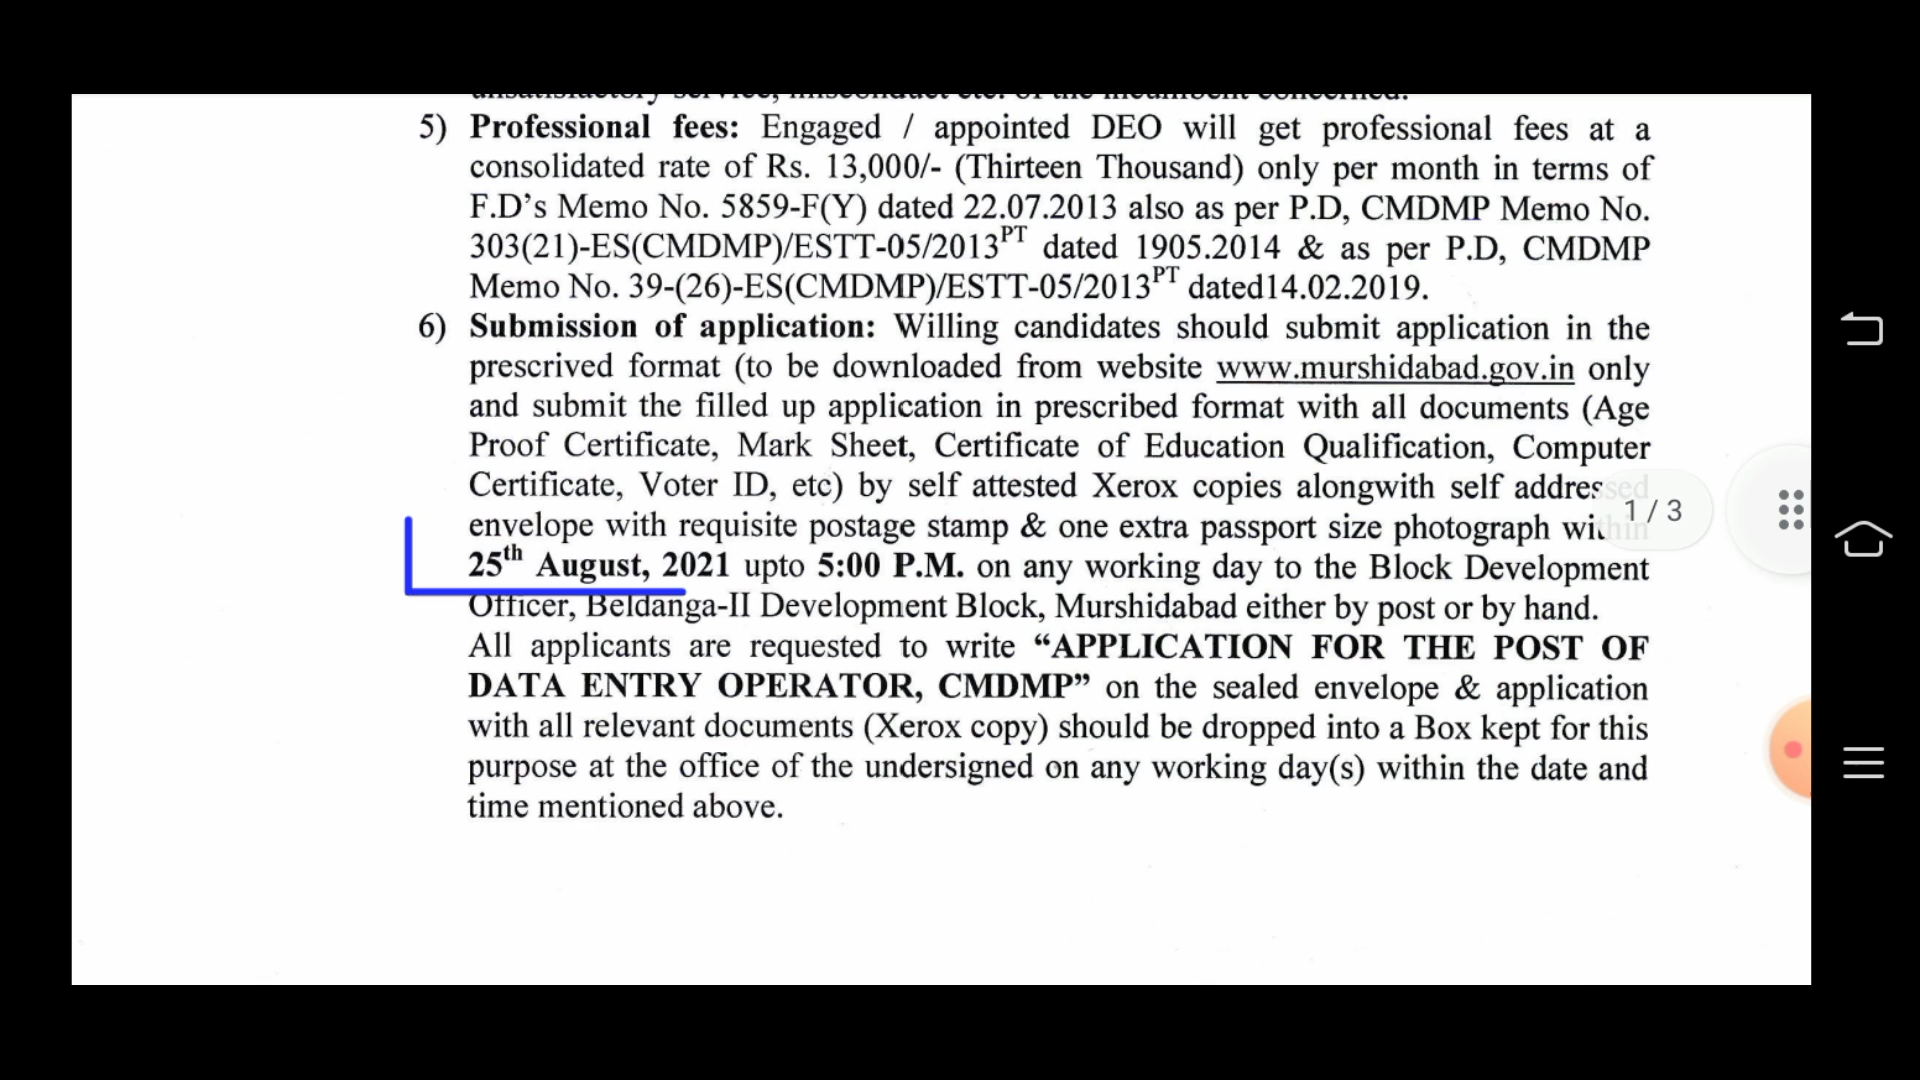 unsatisfactory service, misconduct etc. of the incumbent concerned.
5) Professional fees: Engaged / appointed DEO will get professional fees at a
consolidated rate of Rs. 13,000/- (Thirteen Thousand) only per month in terms of
F.D’s Memo No. 5859-F(Y) dated 22.07.2013 also as per P.D, CMDMP Memo No.
303(21)-ES(CMDMP)/ESTT-05/2013PT dated 1905.2014 & as per P.D, CMDMP
Memo No. 39-(26)-ES(CMDMP)/ESTT-05/2013PT dated14.02.2019.
6) Submission of application: Willing candidates should submit application in the
prescrived format (to be downloaded from website www.murshidabad.gov.in only
and submit the filled up application in prescribed format with all documents (Age
Proof Certificate, Mark Sheet, Certificate of Education Qualification, Computer
Certificate, Voter ID, etc) by self attested Xerox copies alongwith self addressed
1 / 3
envelope with requisite postage stamp & one extra passport size photograph within
25th August, 2021 upto 5:00 P.M. on any working day to the Block Development
Officer, Beldanga-II Development Block, Murshidabad either by post or by hand.
All applicants are requested to write “APPLICATION FOR THE POST OF
DATA ENTRY OPERATOR, CMDMP” on the sealed envelope & application
with all relevant documents (Xerox copy) should be dropped into a Box kept for this
purpose at the office of the undersigned on any working day(s) within the date and
time mentioned above.